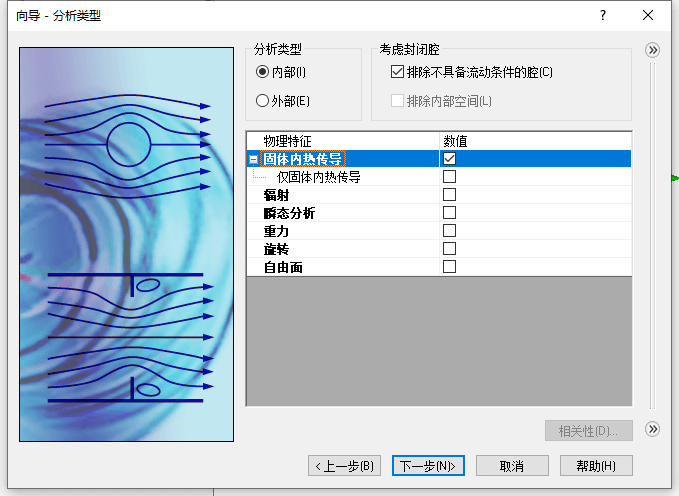 向导 - 分析类型
?
分析类型
考虑封闭腔
内部(I)
排除不具备流动条件的腔(C)
外部(E)
排除内部空间(L)
物理特征 数值
固体内热传导
仅固体内热传导
辐射
瞬态分析
重力
旋转
自由面
相关性(D)...
<上一步(B) 下一步(N)> 取消 帮助(H)